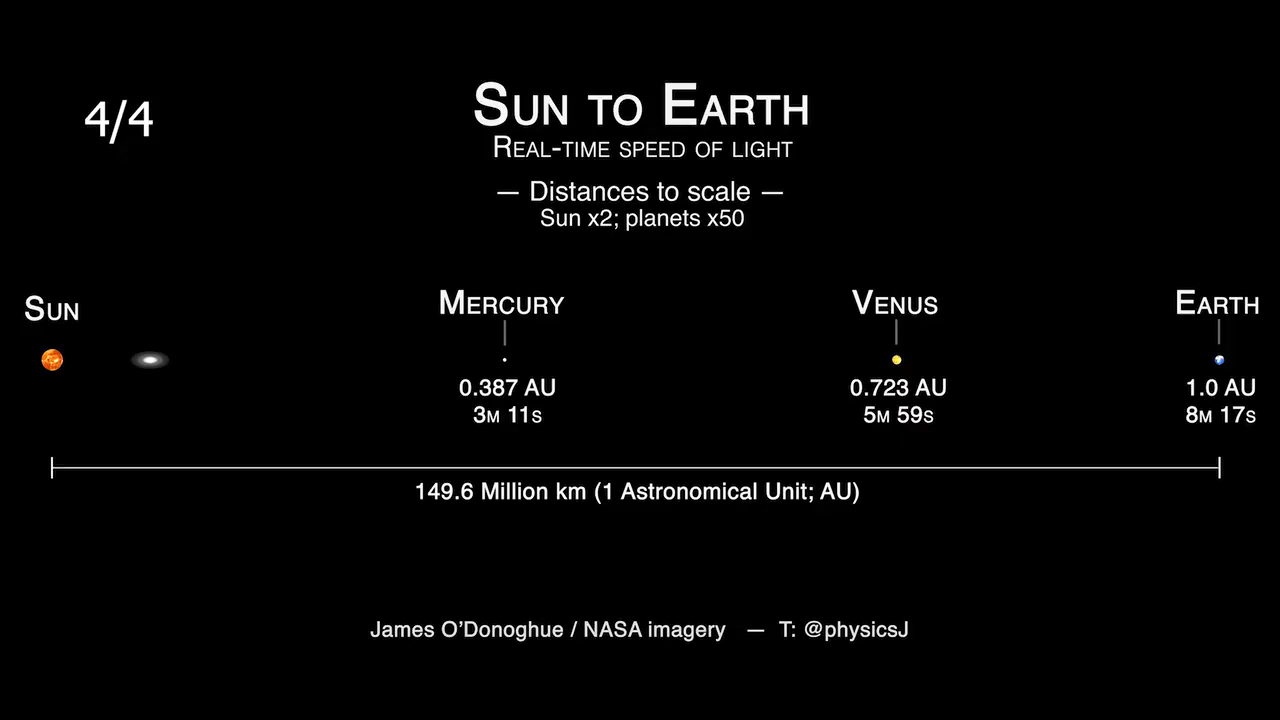 4/4
Sun to Earth
Real-time speed of light
— Distances to scale —
Sun x2; planets x50
Sun
Mercury
Venus
Earth
0.387 AU
3m 11s
0.723 AU
5m 59s
1.0 AU
8m 17s
149.6 Million km (1 Astronomical Unit; AU)
James O’Donoghue / NASA imagery — T: @physicsJ